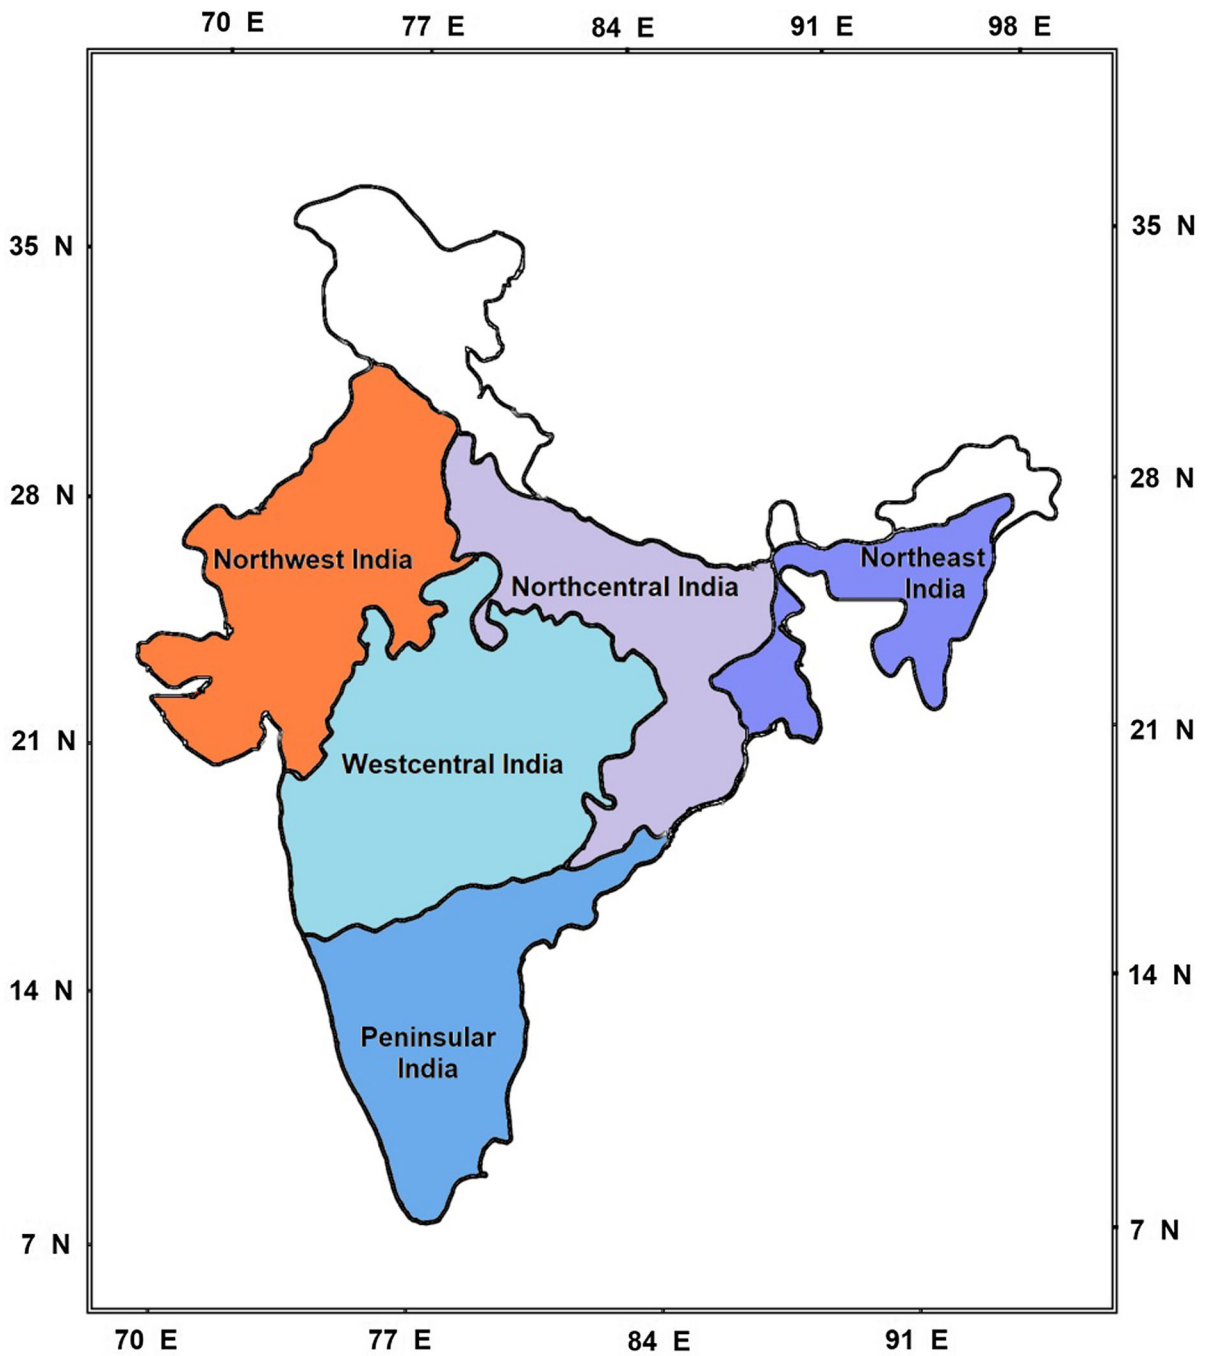 70 E 77 E 84 E 91 E 98 E
35 N
35 N
28 N
28 N
Northwest India
Northcentral India
Northeast
India
21 N
21 N
Westcentral India
14 N
14 N
Peninsular
India
7 N
7 N
70 E 77 E 84 E 91 E